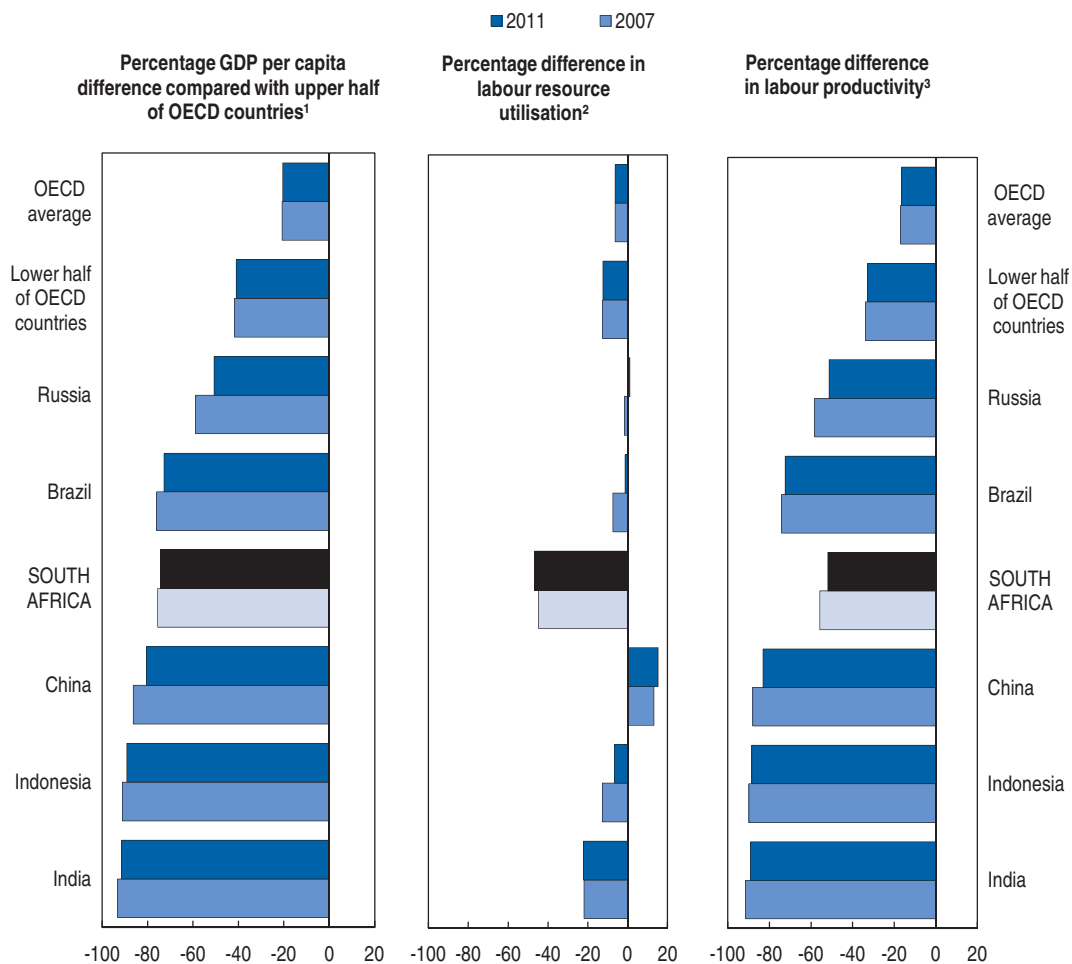 2011 2007
Percentage GDP per capita
difference compared with upper half
of OECD countries¹
Percentage difference in
labour resource
utilisation²
Percentage difference
in labour productivity³
OECD
average
Lower half
of OECD
countries
Russia
Brazil
SOUTH
AFRICA
China
Indonesia
India
-100 -80 -60 -40 -20 0 20
-100 -80 -60 -40 -20 0 20
-100 -80 -60 -40 -20 0 20
OECD
average
Lower half
of OECD
countries
Russia
Brazil
SOUTH
AFRICA
China
Indonesia
India